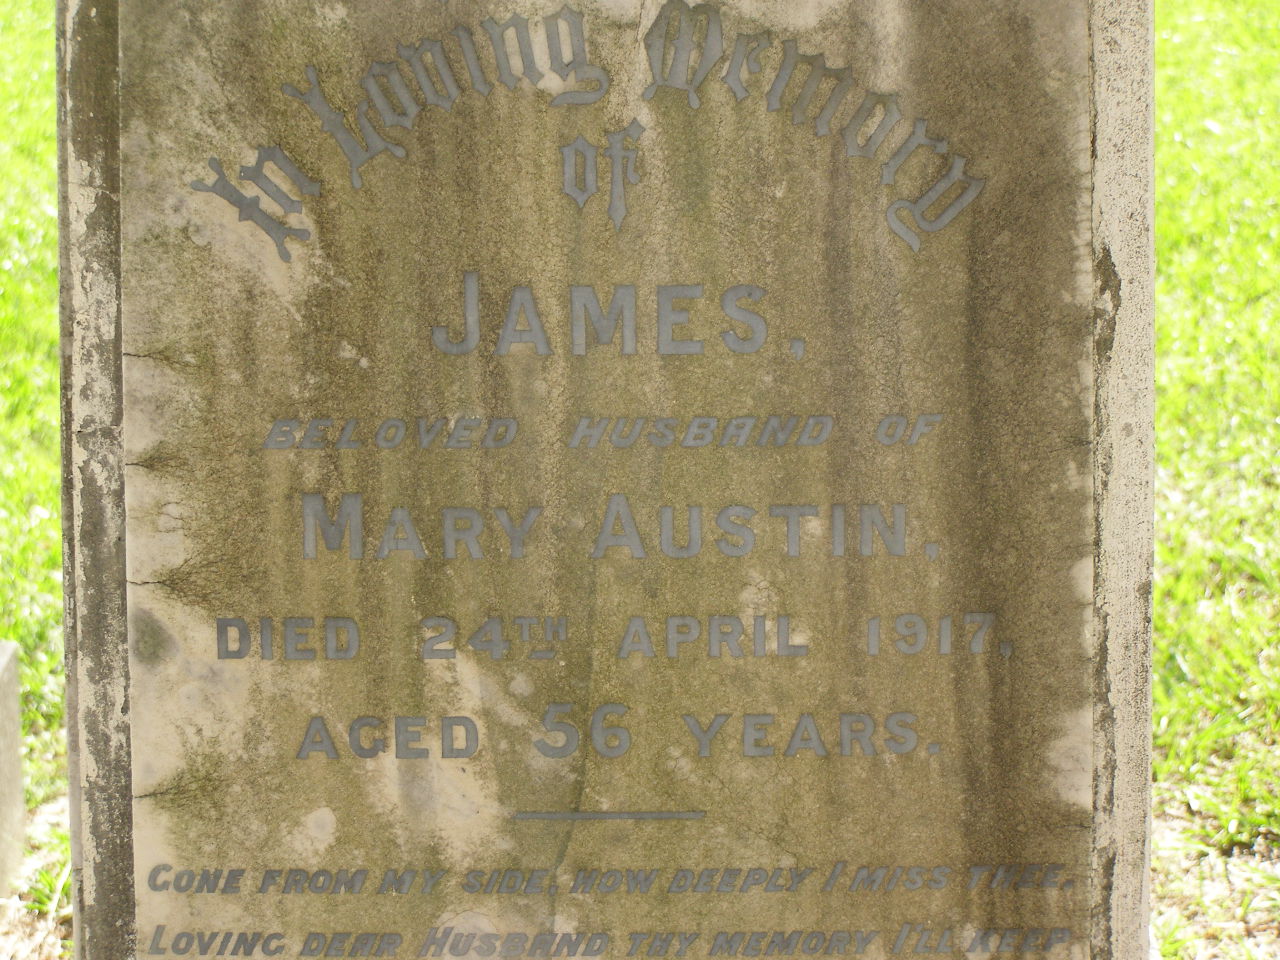 In Loving Memory
of
JAMES,
BELOVED HUSBAND OF
MARY AUSTIN,
DIED 24TH APRIL 1917,
AGED 56 YEARS.
GONE FROM MY SIDE, HOW DEEPLY I MISS THEE,
LOVING DEAR HUSBAND THY MEMORY I'LL KEEP